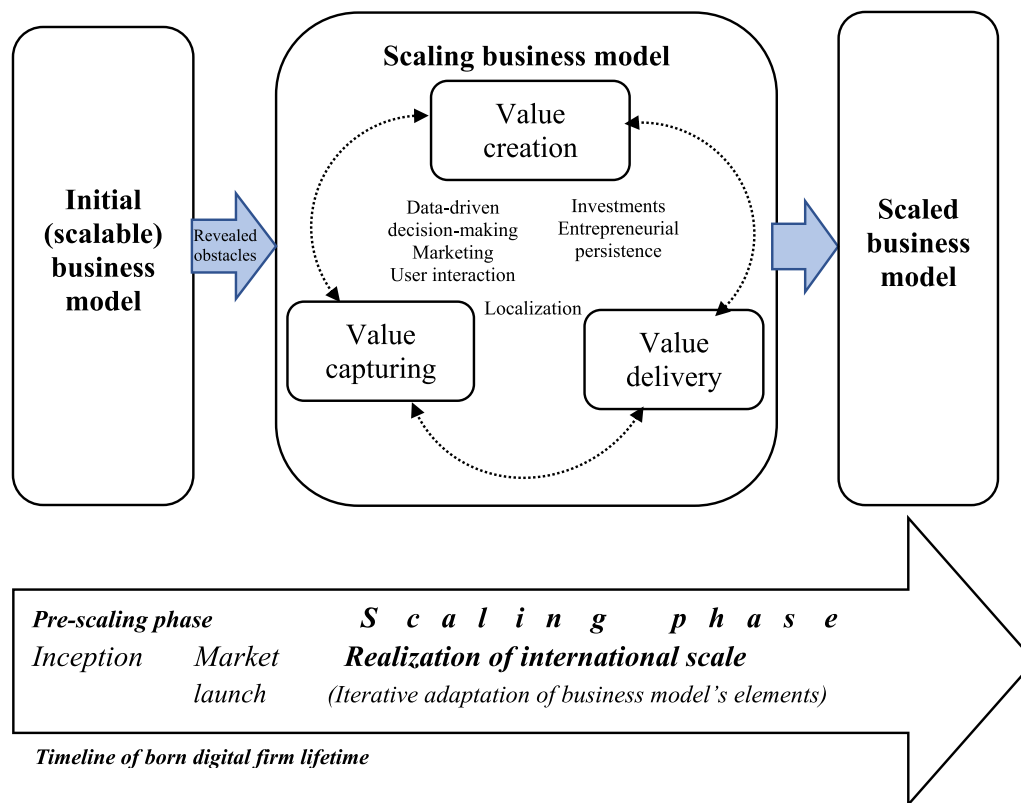 Initial
(scalable)
business
model
Revealed
obstacles
Scaling business model
Value
creation
Data-driven
decision-making
Marketing
User interaction
Investments
Entrepreneurial
persistence
Localization
Value
capturing
Value
delivery
Scaled
business
model
Pre-scaling phase
Scaling phase
Inception
Market
launch
Realization of international scale
(Iterative adaptation of business model’s elements)
Timeline of born digital firm lifetime